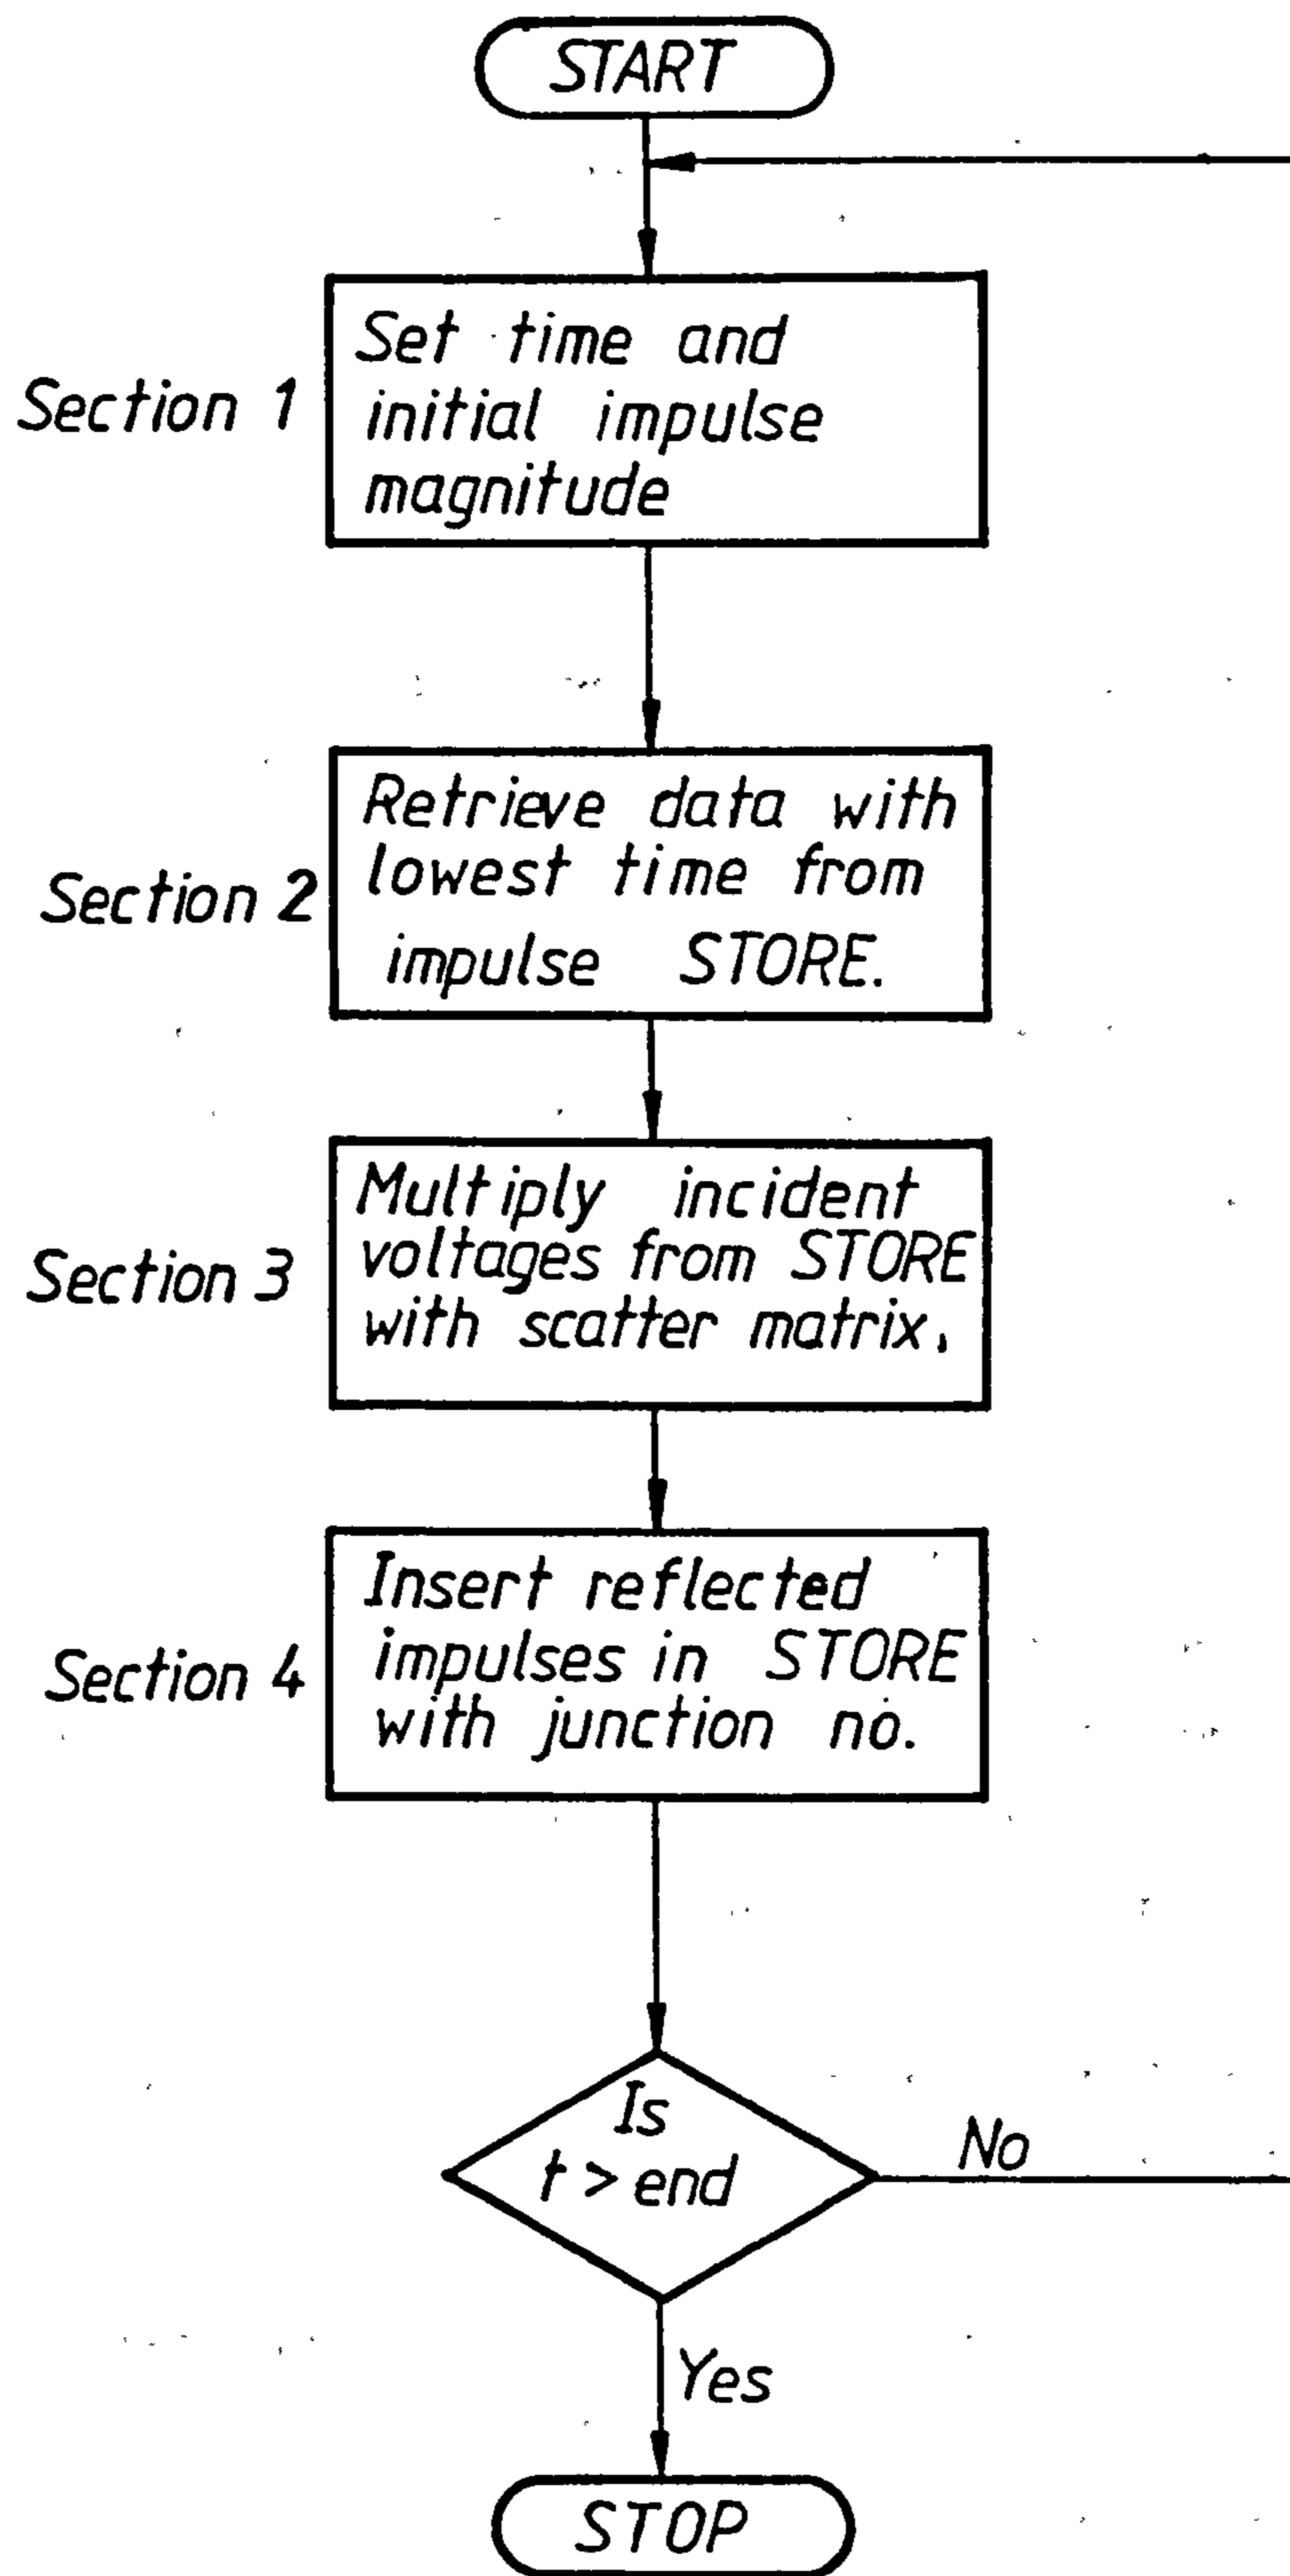 START
Section 1
Set time and
initial impulse
magnitude
Section 2
Retrieve data with
lowest time from
impulse STORE.
Section 3
Multiply incident
voltages from STORE
with scatter matrix.
Section 4
Insert reflected
impulses in STORE
with junction no.
Is
t > end
No
Yes
STOP